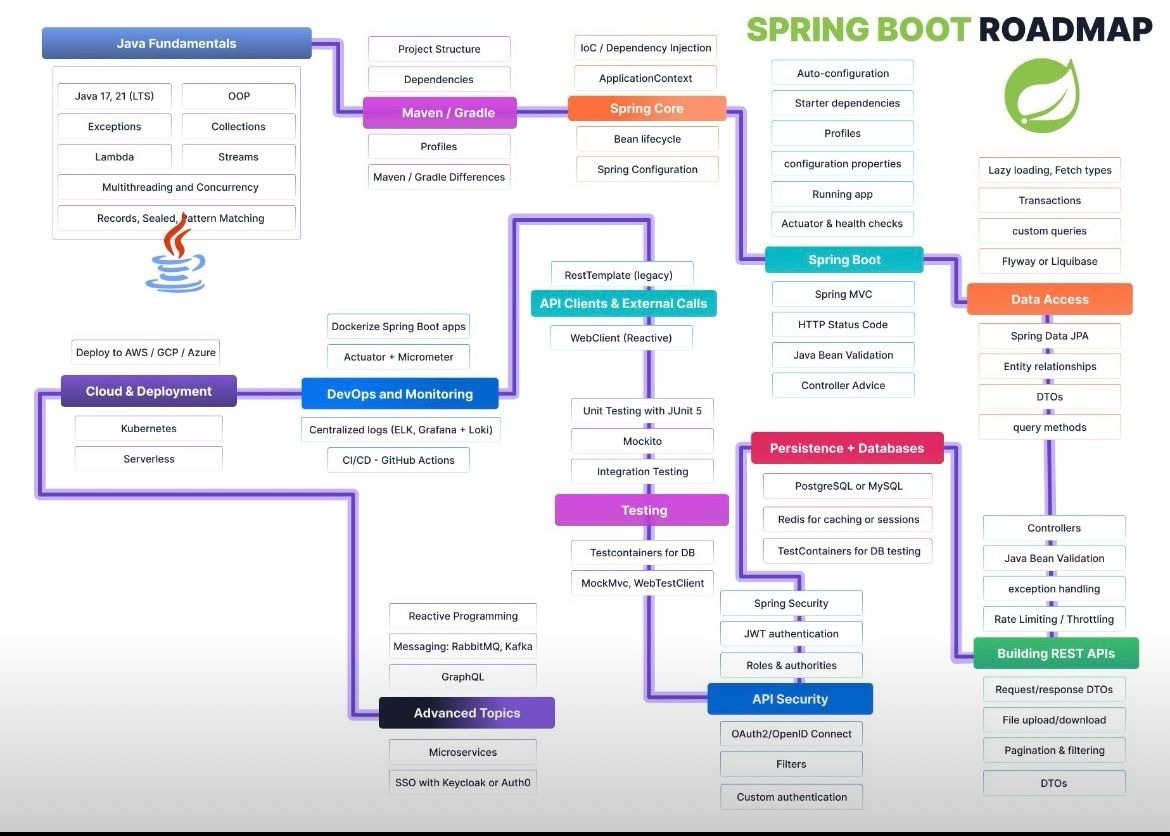 SPRING BOOT ROADMAP
Java Fundamentals
Java 17, 21 (LTS)
OOP
Exceptions
Collections
Lambda
Streams
Multithreading and Concurrency
Records, Sealed, Pattern Matching
Project Structure
Dependencies
Maven / Gradle
Profiles
Maven / Gradle Differences
IoC / Dependency Injection
ApplicationContext
Spring Core
Bean lifecycle
Spring Configuration
Auto-configuration
Starter dependencies
Profiles
configuration properties
Running app
Actuator & health checks
Spring Boot
Spring MVC
HTTP Status Code
Java Bean Validation
Controller Advice
Lazy loading, Fetch types
Transactions
custom queries
Flyway or Liquibase
Data Access
Spring Data JPA
Entity relationships
DTOs
query methods
Controllers
Java Bean Validation
exception handling
Rate Limiting / Throttling
Building REST APIs
Request/response DTOs
File upload/download
Pagination & filtering
DTOs
Persistence + Databases
PostgreSQL or MySQL
Redis for caching or sessions
TestContainers for DB testing
Spring Security
JWT authentication
Roles & authorities
API Security
OAuth2/OpenID Connect
Filters
Custom authentication
RestTemplate (legacy)
API Clients & External Calls
WebClient (Reactive)
Unit Testing with JUnit 5
Mockito
Integration Testing
Testing
Testcontainers for DB
MockMvc, WebTestClient
Dockerize Spring Boot apps
Actuator + Micrometer
DevOps and Monitoring
Centralized logs (ELK, Grafana + Loki)
CI/CD - GitHub Actions
Deploy to AWS / GCP / Azure
Cloud & Deployment
Kubernetes
Serverless
Reactive Programming
Messaging: RabbitMQ, Kafka
GraphQL
Advanced Topics
Microservices
SSO with Keycloak or Auth0